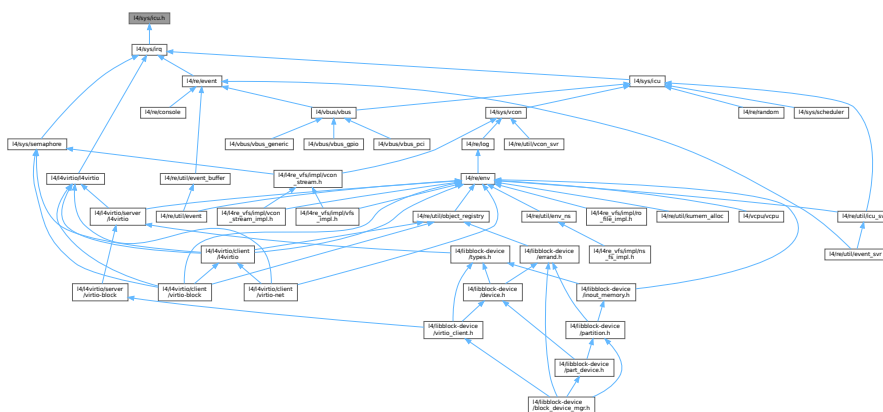 l4/sys/icu.h
l4/sys/irq
l4/re/event
l4/sys/icu
l4/re/console
l4/vbus/vbus
l4/sys/vcon
l4/re/random
l4/sys/scheduler
l4/sys/semaphore
l4/vbus/vbus_generic
l4/vbus/vbus_gpio
l4/vbus/vbus_pci
l4/re/log
l4/re/util/vcon_svr
l4/l4virtio/l4virtio
l4/re/util/event_buffer
l4/l4re_vfs/impl/vcon
_stream.h
l4/re/env
l4/l4virtio/server
/l4virtio
l4/re/util/event
l4/l4re_vfs/impl/vcon
_stream_impl.h
l4/l4re_vfs/impl/vfs
_impl.h
l4/re/util/object_registry
l4/re/util/env_ns
l4/l4re_vfs/impl/ro
_file_impl.h
l4/re/util/kumem_alloc
l4/vcpu/vcpu
l4/re/util/icu_svr
l4/l4virtio/client
/l4virtio
l4/libblock-device
/types.h
l4/libblock-device
/errand.h
l4/l4re_vfs/impl/ns
_fs_impl.h
l4/re/util/event_svr
l4/l4virtio/server
/virtio-block
l4/l4virtio/client
/virtio-block
l4/l4virtio/client
/virtio-net
l4/libblock-device
/device.h
l4/libblock-device
/inout_memory.h
l4/libblock-device
/virtio_client.h
l4/libblock-device
/partition.h
l4/libblock-device
/part_device.h
l4/libblock-device
/block_device_mgr.h